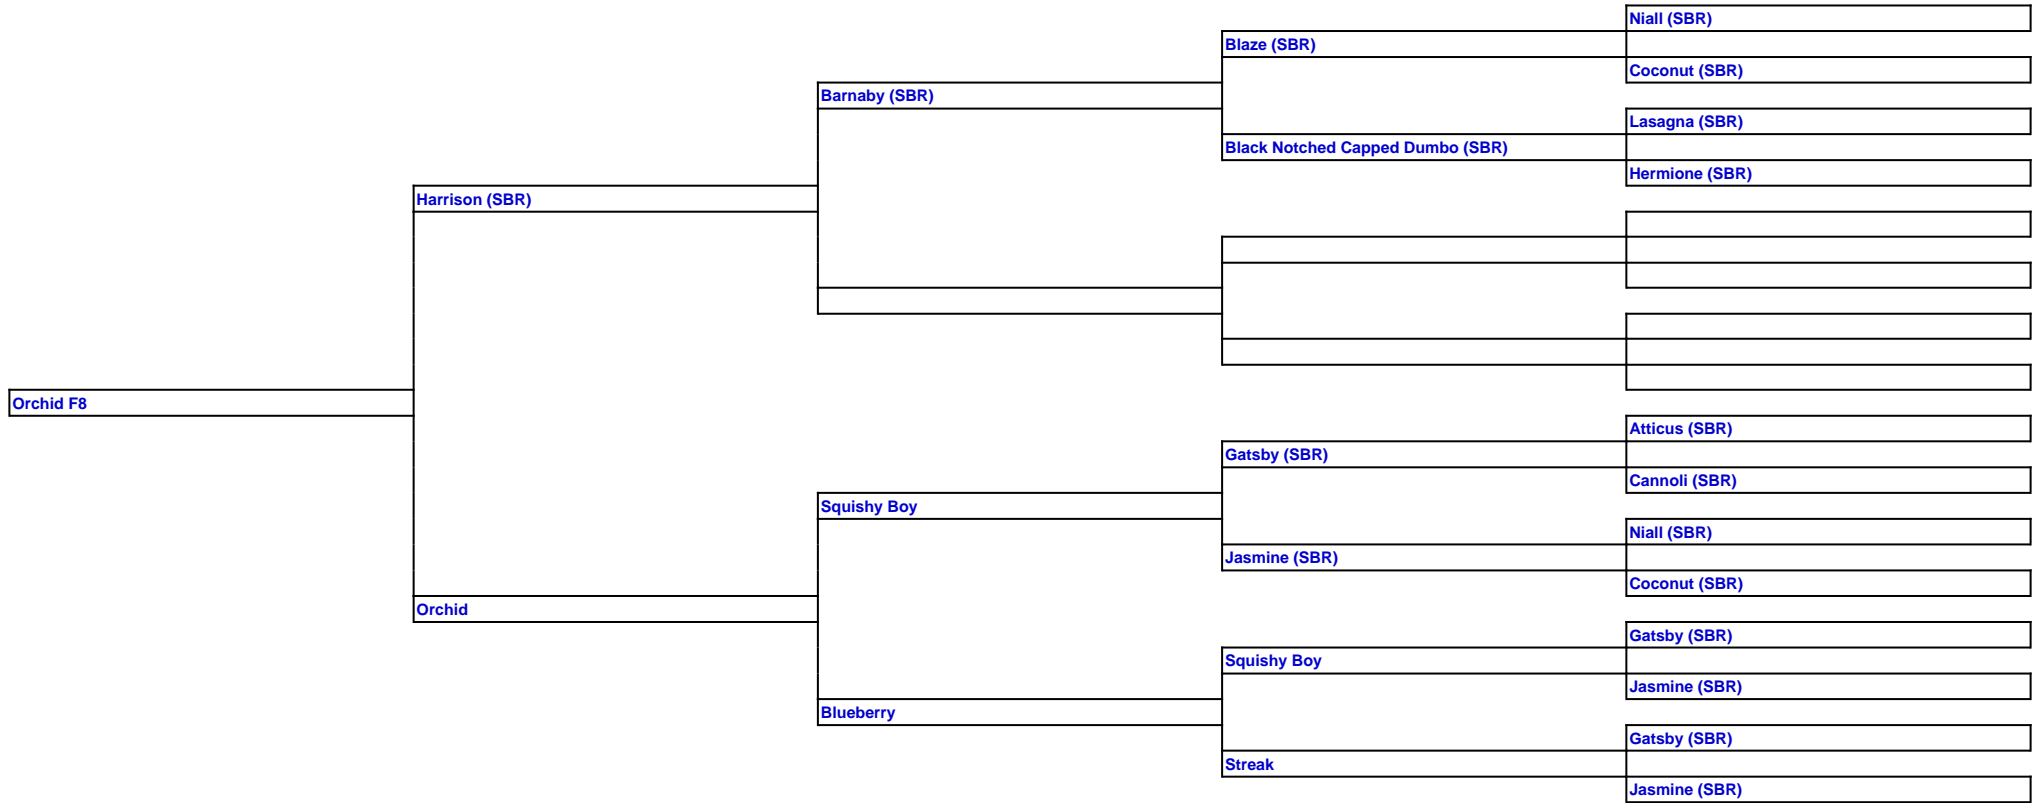 Niall (SBR)
Blaze (SBR)
Coconut (SBR)
Barnaby (SBR)
Lasagna (SBR)
Black Notched Capped Dumbo (SBR)
Hermione (SBR)
Harrison (SBR)
Orchid F8
Atticus (SBR)
Gatsby (SBR)
Cannoli (SBR)
Squishy Boy
Niall (SBR)
Jasmine (SBR)
Coconut (SBR)
Orchid
Gatsby (SBR)
Squishy Boy
Jasmine (SBR)
Blueberry
Gatsby (SBR)
Streak
Jasmine (SBR)